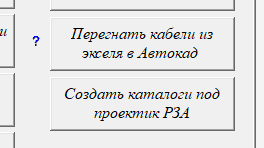 и
?
Перегнать кабели из
экселя в Автокад
Создать каталоги под
проектик РЗА